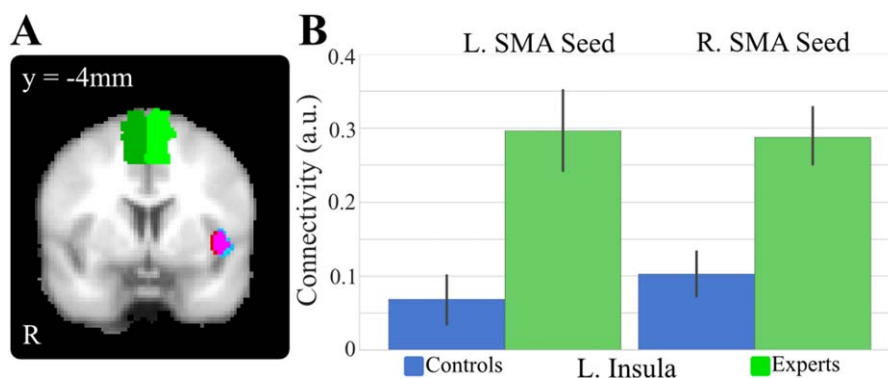 A
y = -4mm
R
B
L. SMA Seed
R. SMA Seed
Connectivity (a.u.)
0.4
0.3
0.2
0.1
0
Controls
L. Insula
Experts